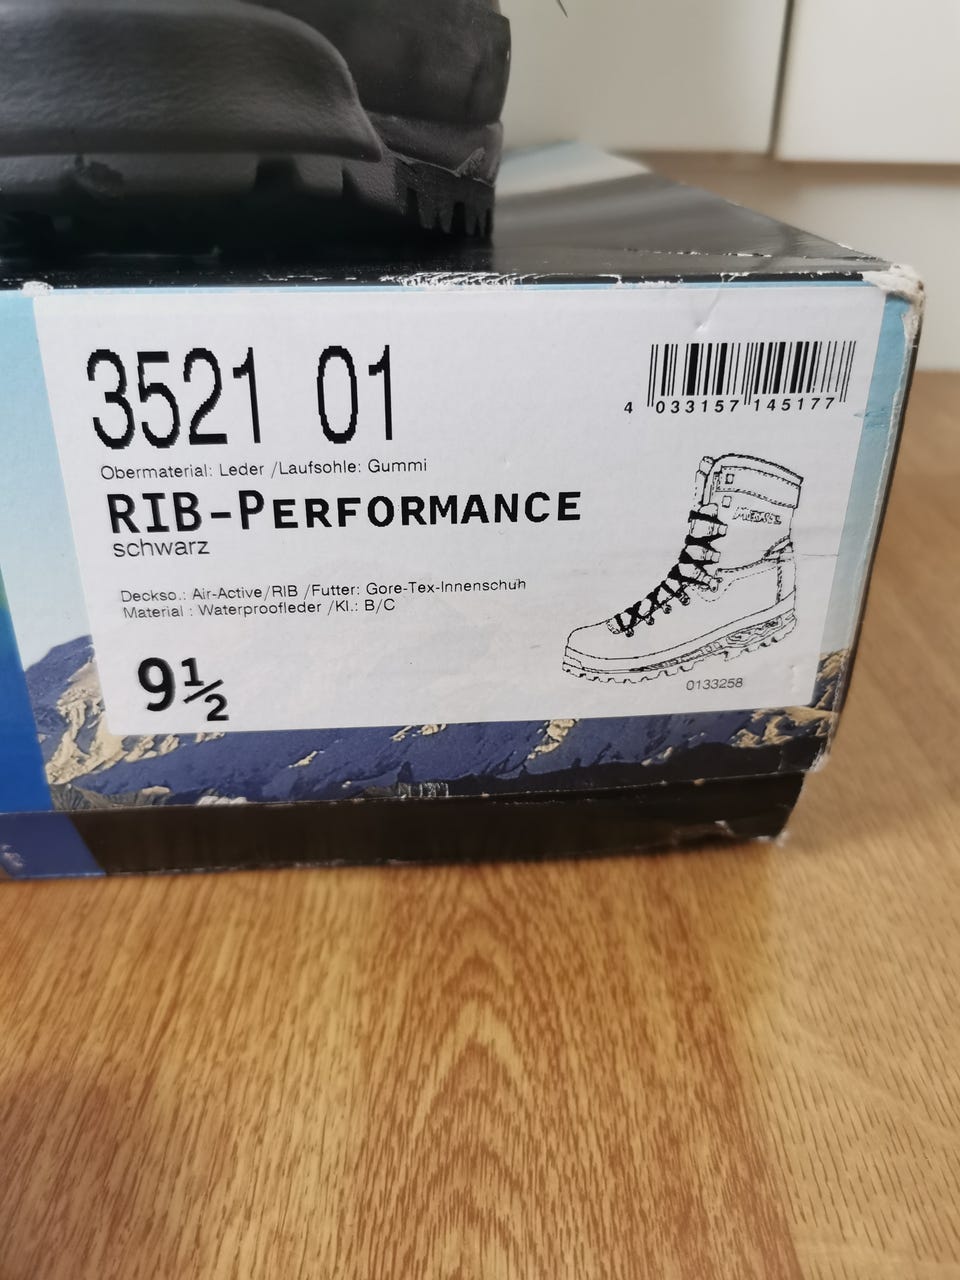 3521 01
4 033157 145177
Obermaterial: Leder /Laufsohle: Gummi
RIB-PERFORMANCE
schwarz
Deckso.: Air-Active/RIB /Futter: Gore-Tex-Innenschuh
Material : Waterproofleder /Kl.: B/C
9½
0133258